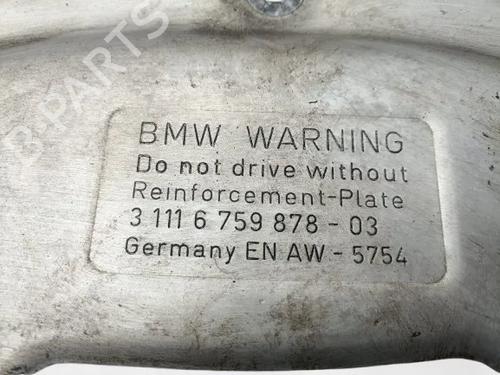 B-PARTS
BMW WARNING
Do not drive without
Reinforcement-Plate
3 111 6 759 878 - 03
Germany EN AW - 5754